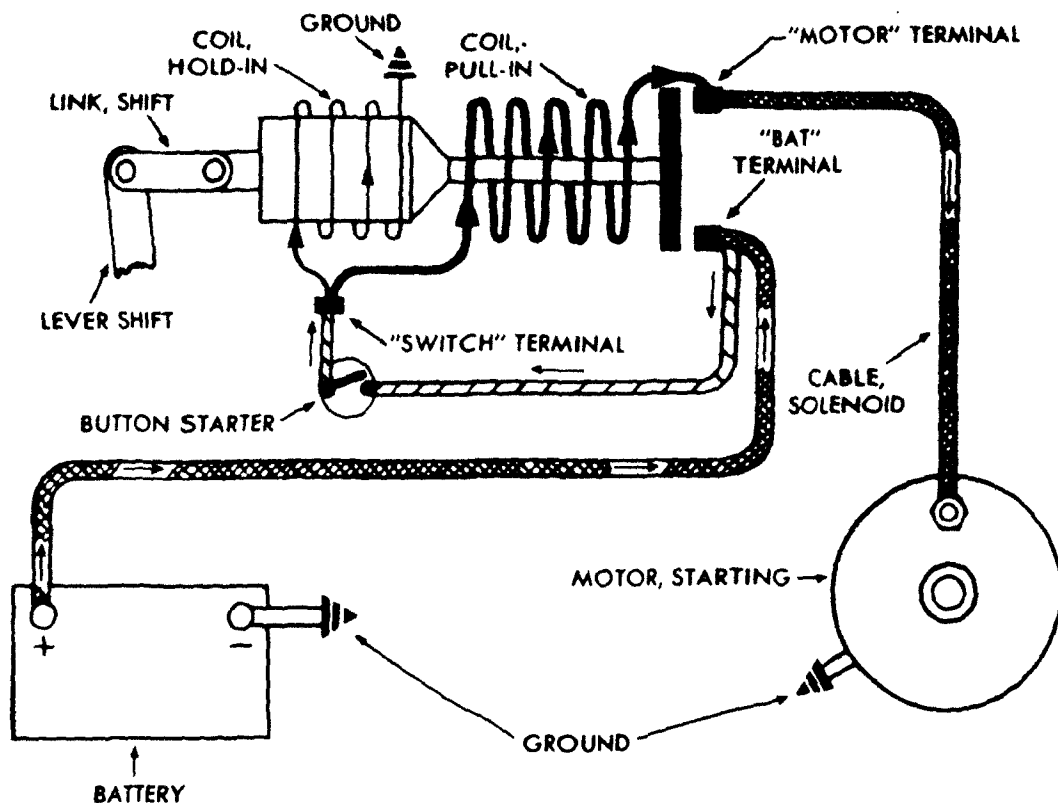 GROUND
COIL,
HOLD-IN
COIL,-
PULL-IN
"MOTOR" TERMINAL
LINK, SHIFT
"BAT"
TERMINAL
LEVER SHIFT
"SWITCH" TERMINAL
BUTTON STARTER
CABLE,
SOLENOID
MOTOR, STARTING
+
−
GROUND
BATTERY